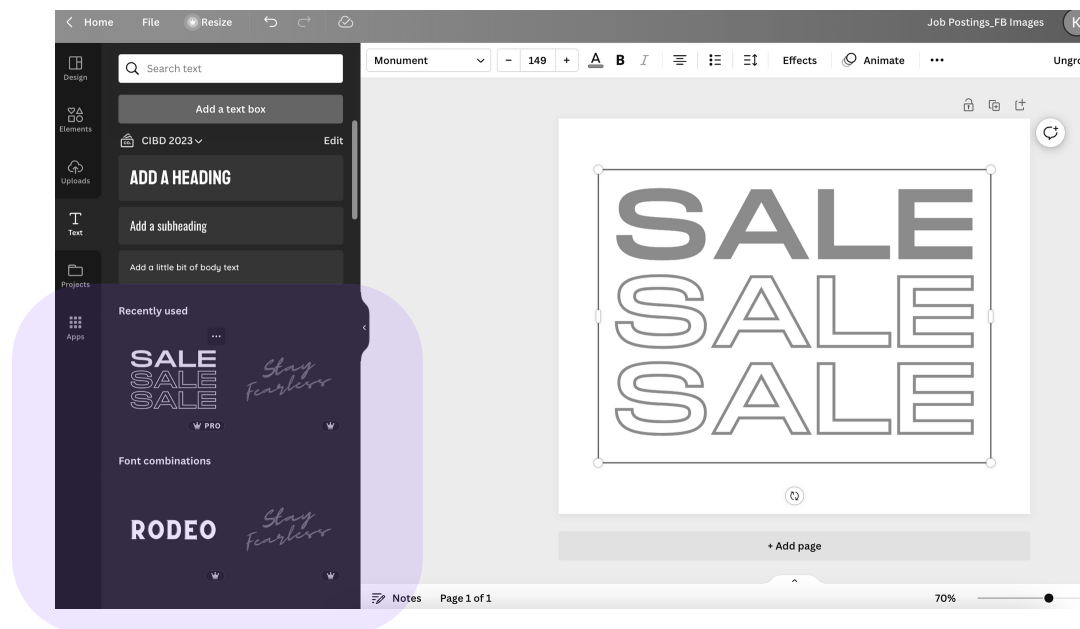 Home File Resize Job Postings_FB Images K
Design
Elements
Uploads
Text
Projects
Apps
Search text
Add a text box
CO.
CIBD 2023 Edit
ADD A HEADING
Add a subheading
Add a little bit of body text
Recently used
SALE
SALE
SALE
PRO
Stay
Fearless
Font combinations
RODEO
Stay
Fearless
Monument - 149 + A B I Effects Animate ••• Ungro
SALE
SALE
SALE
+ Add page
Notes Page 1 of 1 70%